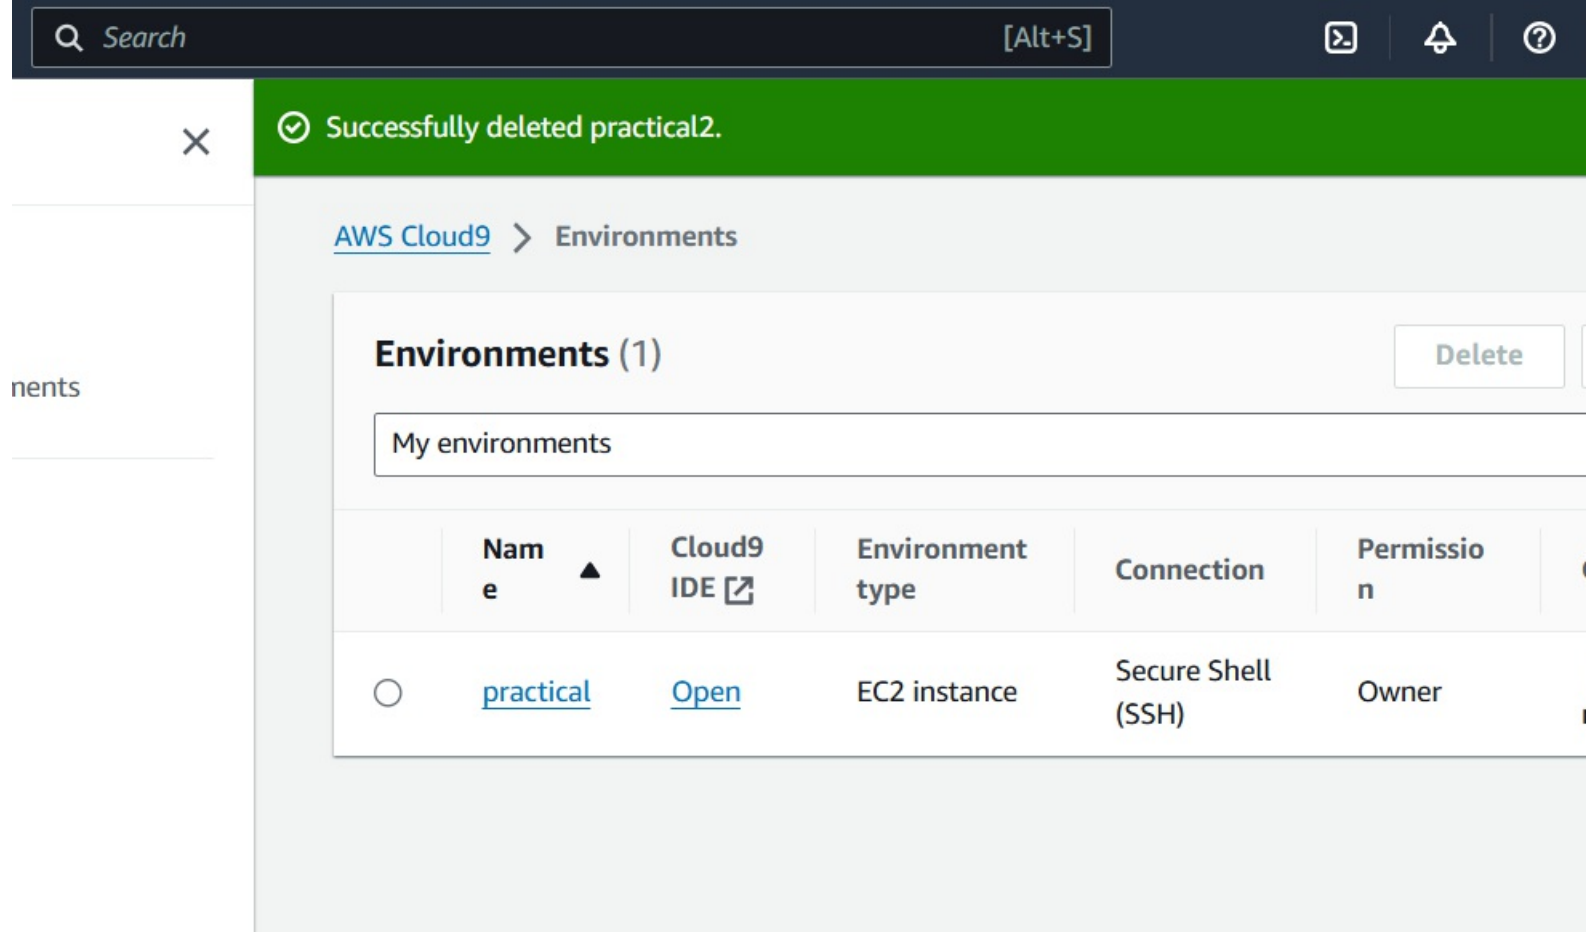 Search [Alt+S]
Successfully deleted practical2.
AWS Cloud9 Environments
Environments (1)
Delete
ments
My environments
Nam
e
Cloud9
IDE
Environment
type
Connection
Permissio
n
practical
Open
EC2 instance
Secure Shell
(SSH)
Owner